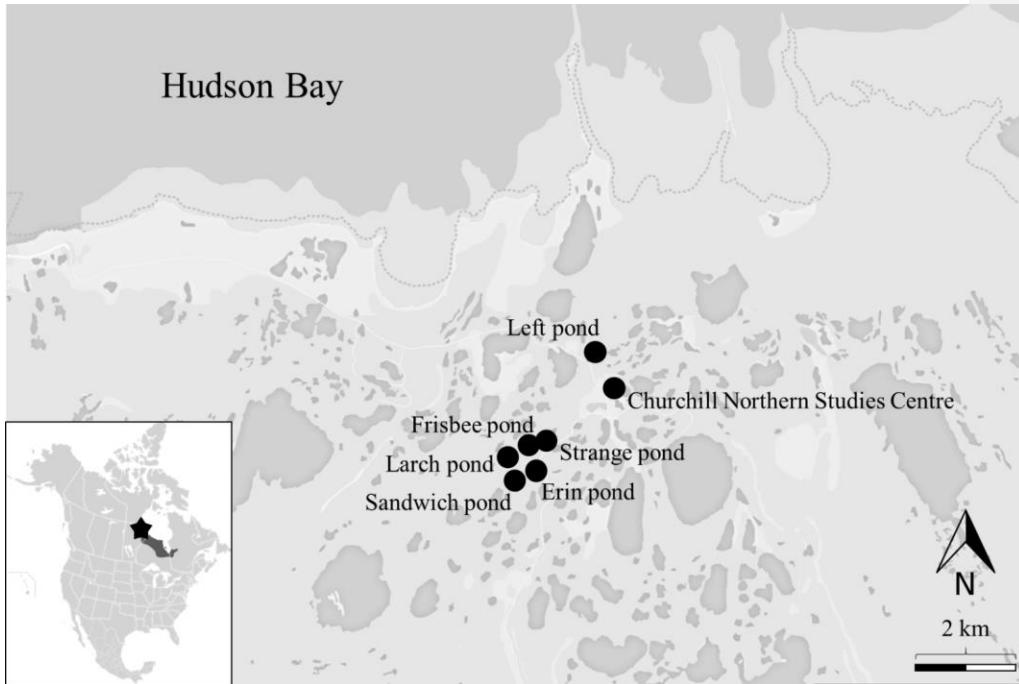 Hudson Bay
Left pond
Churchill Northern Studies Centre
Frisbee pond
Strange pond
Larch pond
Erin pond
Sandwich pond
N
2 km